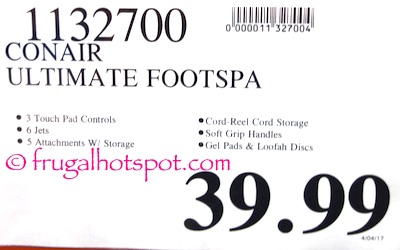 1132700
0"000011"327004"
CONAIR
ULTIMATE FOOTSPA
• 3 Touch Pad Controls
• 6 Jets
• 5 Attachments W/ Storage
• Cord-Reel Cord Storage
• Soft Grip Handles
• Gel Pads & Loofah Discs
© frugalhotspot.com
39.99
4/04/17